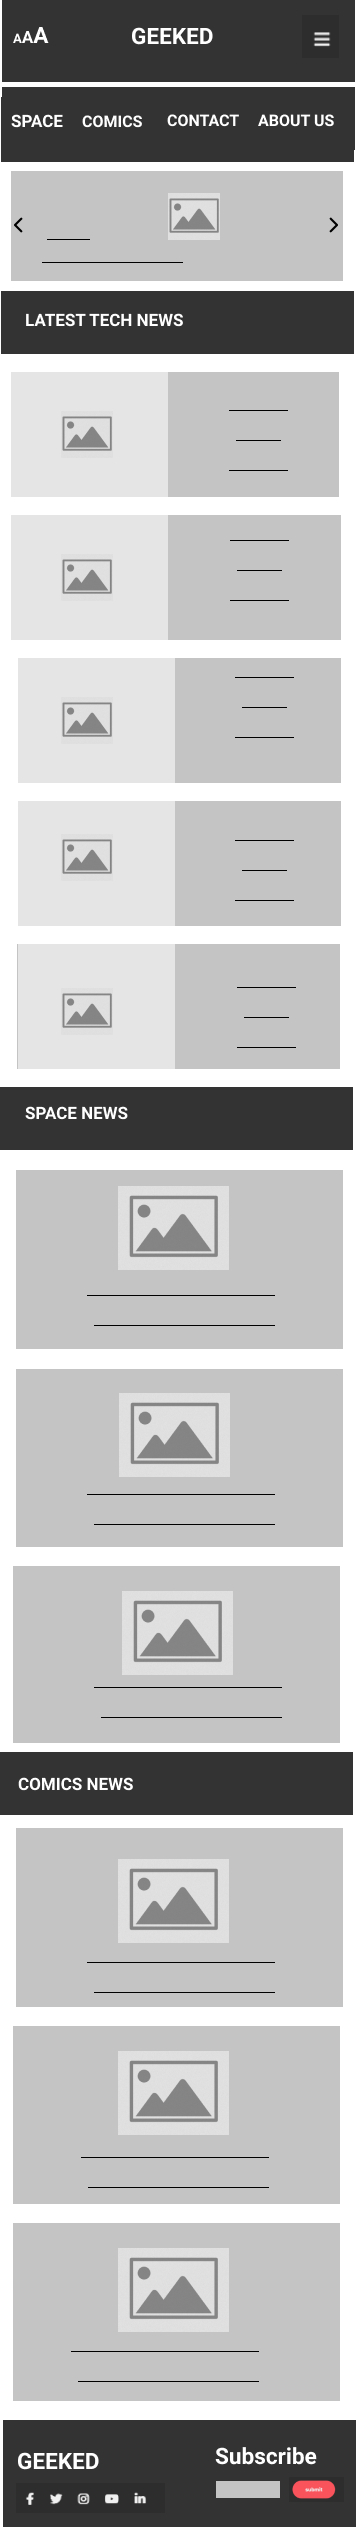 AAA GEEKED
SPACE COMICS CONTACT ABOUT US
LATEST TECH NEWS
SPACE NEWS
COMICS NEWS
GEEKED
Subscribe
submit